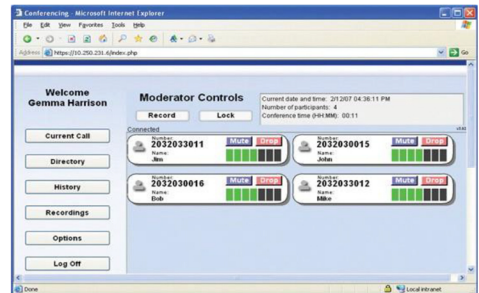 Conferencing - Microsoft Internet Explorer
File Edit View Favorites Tools Help
Address https://10.250.231.6/index.php Go
Welcome
Gemma Harrison
Current Call
Directory
History
Recordings
Options
Log Off
Moderator Controls
Record Lock
Current date and time: 2/12/07 04:36:11 PM
Number of participants: 4
Conference time (HH:MM): 00:11
Connected
Number:
2032033011
Name:
Jim
Mute Drop
Number:
2032030015
Name:
John
Mute Drop
Number:
2032030016
Name:
Bob
Mute Drop
Number:
2032033012
Name:
Mike
Mute Drop
Done Local intranet